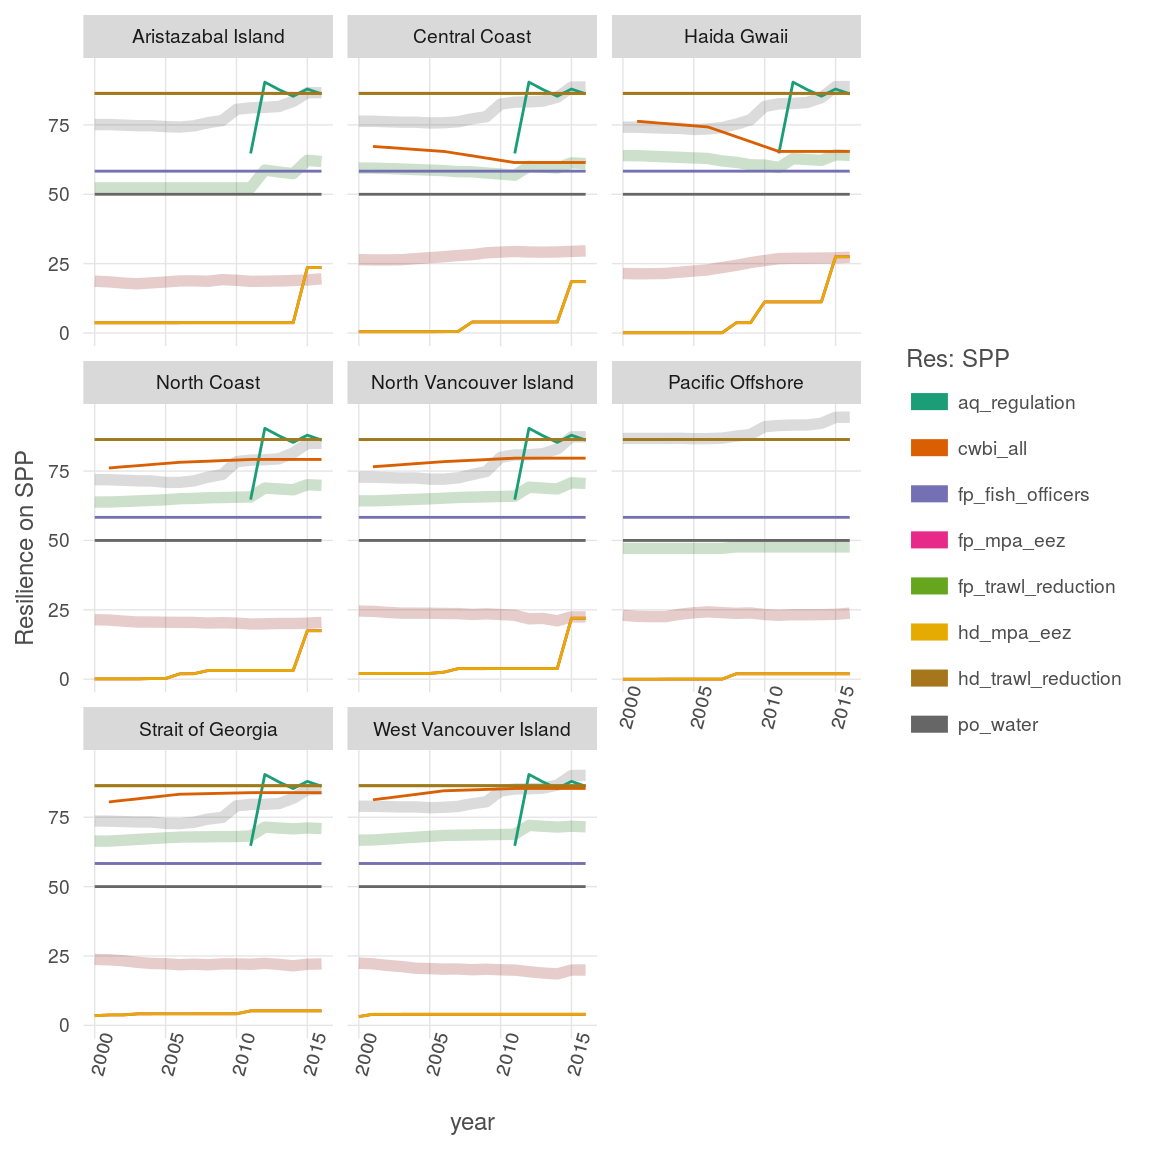 Aristazabal Island
Central Coast
Haida Gwaii
75
50
25
0
North Coast
North Vancouver Island
Pacific Offshore
75
50
25
0
2000
2005
2010
2015
Strait of Georgia
West Vancouver Island
75
50
25
0
2000
2005
2010
2015
2000
2005
2010
2015
year
Resilience on SPP
Res: SPP
aq_regulation
cwbi_all
fp_fish_officers
fp_mpa_eez
fp_trawl_reduction
hd_mpa_eez
hd_trawl_reduction
po_water